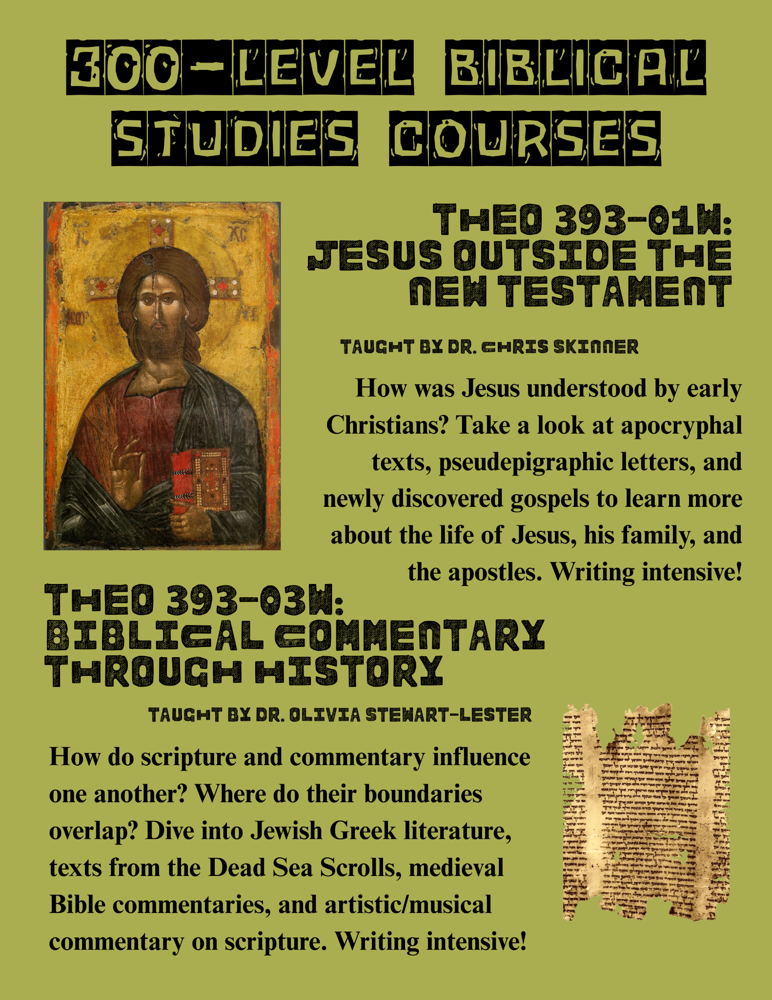 300-LEVEL BIBLICAL
STUDIES COURSES
IC
XC
THEO 393-01W:
JESUS OUTSIDE THE
NEW TESTAMENT
TAUGHT BY DR. CHRIS SKINNER
How was Jesus understood by early
Christians? Take a look at apocryphal
texts, pseudepigraphic letters, and
newly discovered gospels to learn more
about the life of Jesus, his family, and
the apostles. Writing intensive!
THEO 393-03W:
BIBLICAL COMMENTARY
THROUGH HISTORY
TAUGHT BY DR. OLIVIA STEWART-LESTER
How do scripture and commentary influence
one another? Where do their boundaries
overlap? Dive into Jewish Greek literature,
texts from the Dead Sea Scrolls, medieval
Bible commentaries, and artistic/musical
commentary on scripture. Writing intensive!